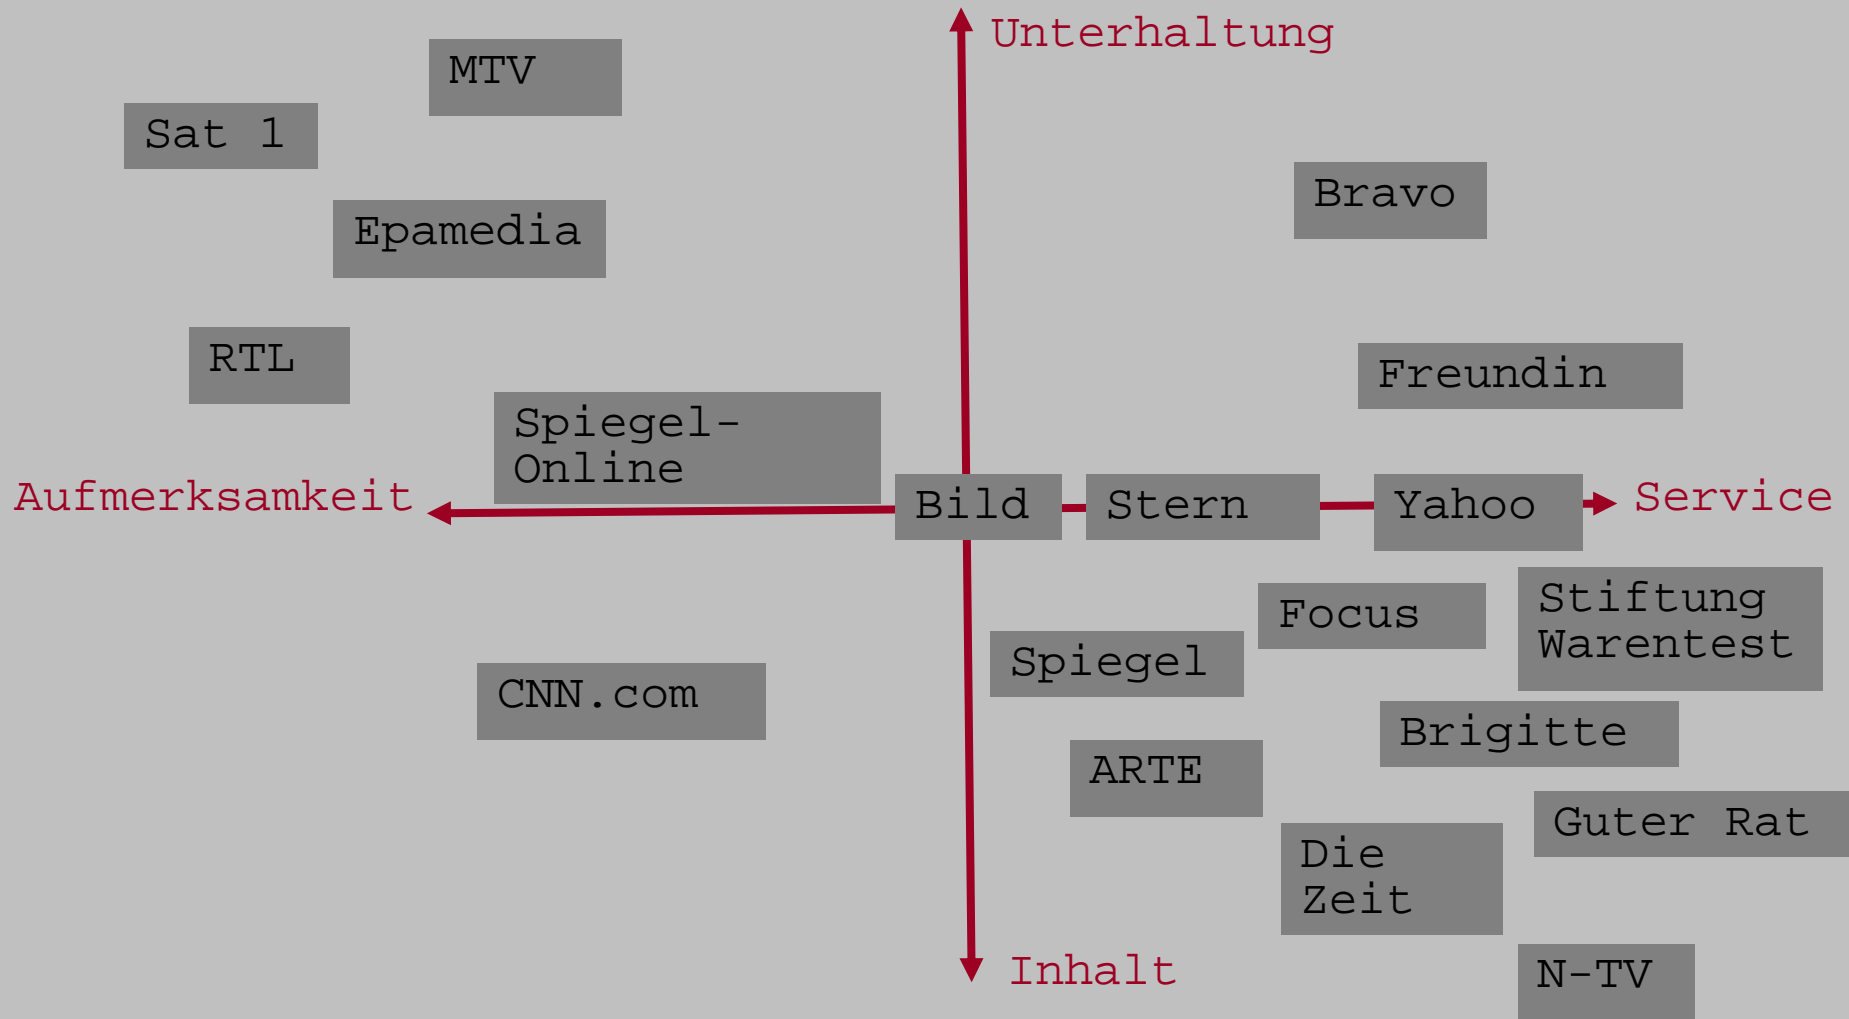 Unterhaltung
MTV
Sat 1
Bravo
Epamedia
RTL
Freundin
Spiegel-
Online
Aufmerksamkeit
Bild
Stern
Yahoo
Service
Focus
Stiftung
Warentest
Spiegel
CNN.com
Brigitte
ARTE
Guter Rat
Die
Zeit
Inhalt
N-TV